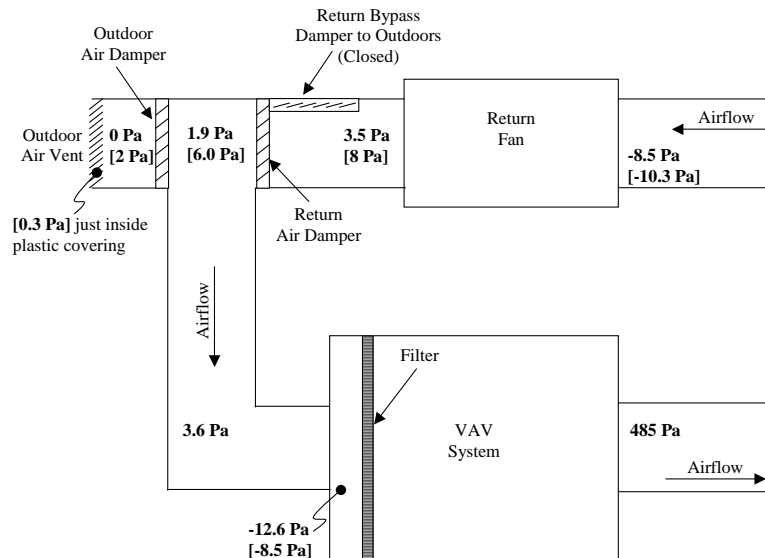 Return Bypass
Damper to Outdoors
(Closed)
Outdoor
Air Damper
Outdoor
Air Vent
0 Pa
[2 Pa]
1.9 Pa
[6.0 Pa]
3.5 Pa
[8 Pa]
Return
Fan
Airflow
-8.5 Pa
[-10.3 Pa]
[0.3 Pa] just inside
plastic covering
Return
Air Damper
Airflow
Filter
3.6 Pa
VAV
System
485 Pa
Airflow
-12.6 Pa
[-8.5 Pa]